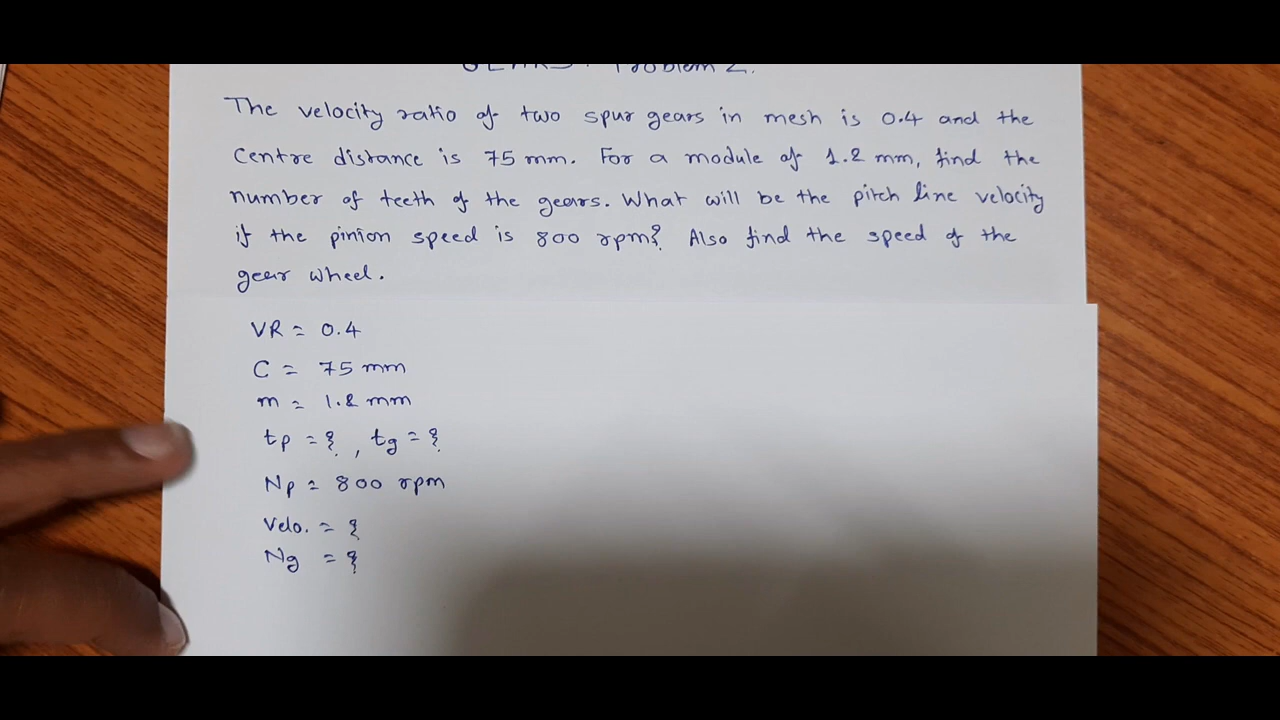 GEARS : Problem 2.
The velocity ratio of two spur gears in mesh is 0.4 and the
Centre distance is 75 mm. For a module of 1.2 mm, find the
number of teeth of the gears. What will be the pitch line velocity
if the pinion speed is 800 rpm? Also find the speed of the
gear wheel.
VR = 0.4
C = 75 mm
m = 1.2 mm
tp = ? , tg = ?
Np = 800 rpm
Velo. = ?
Ng = ?